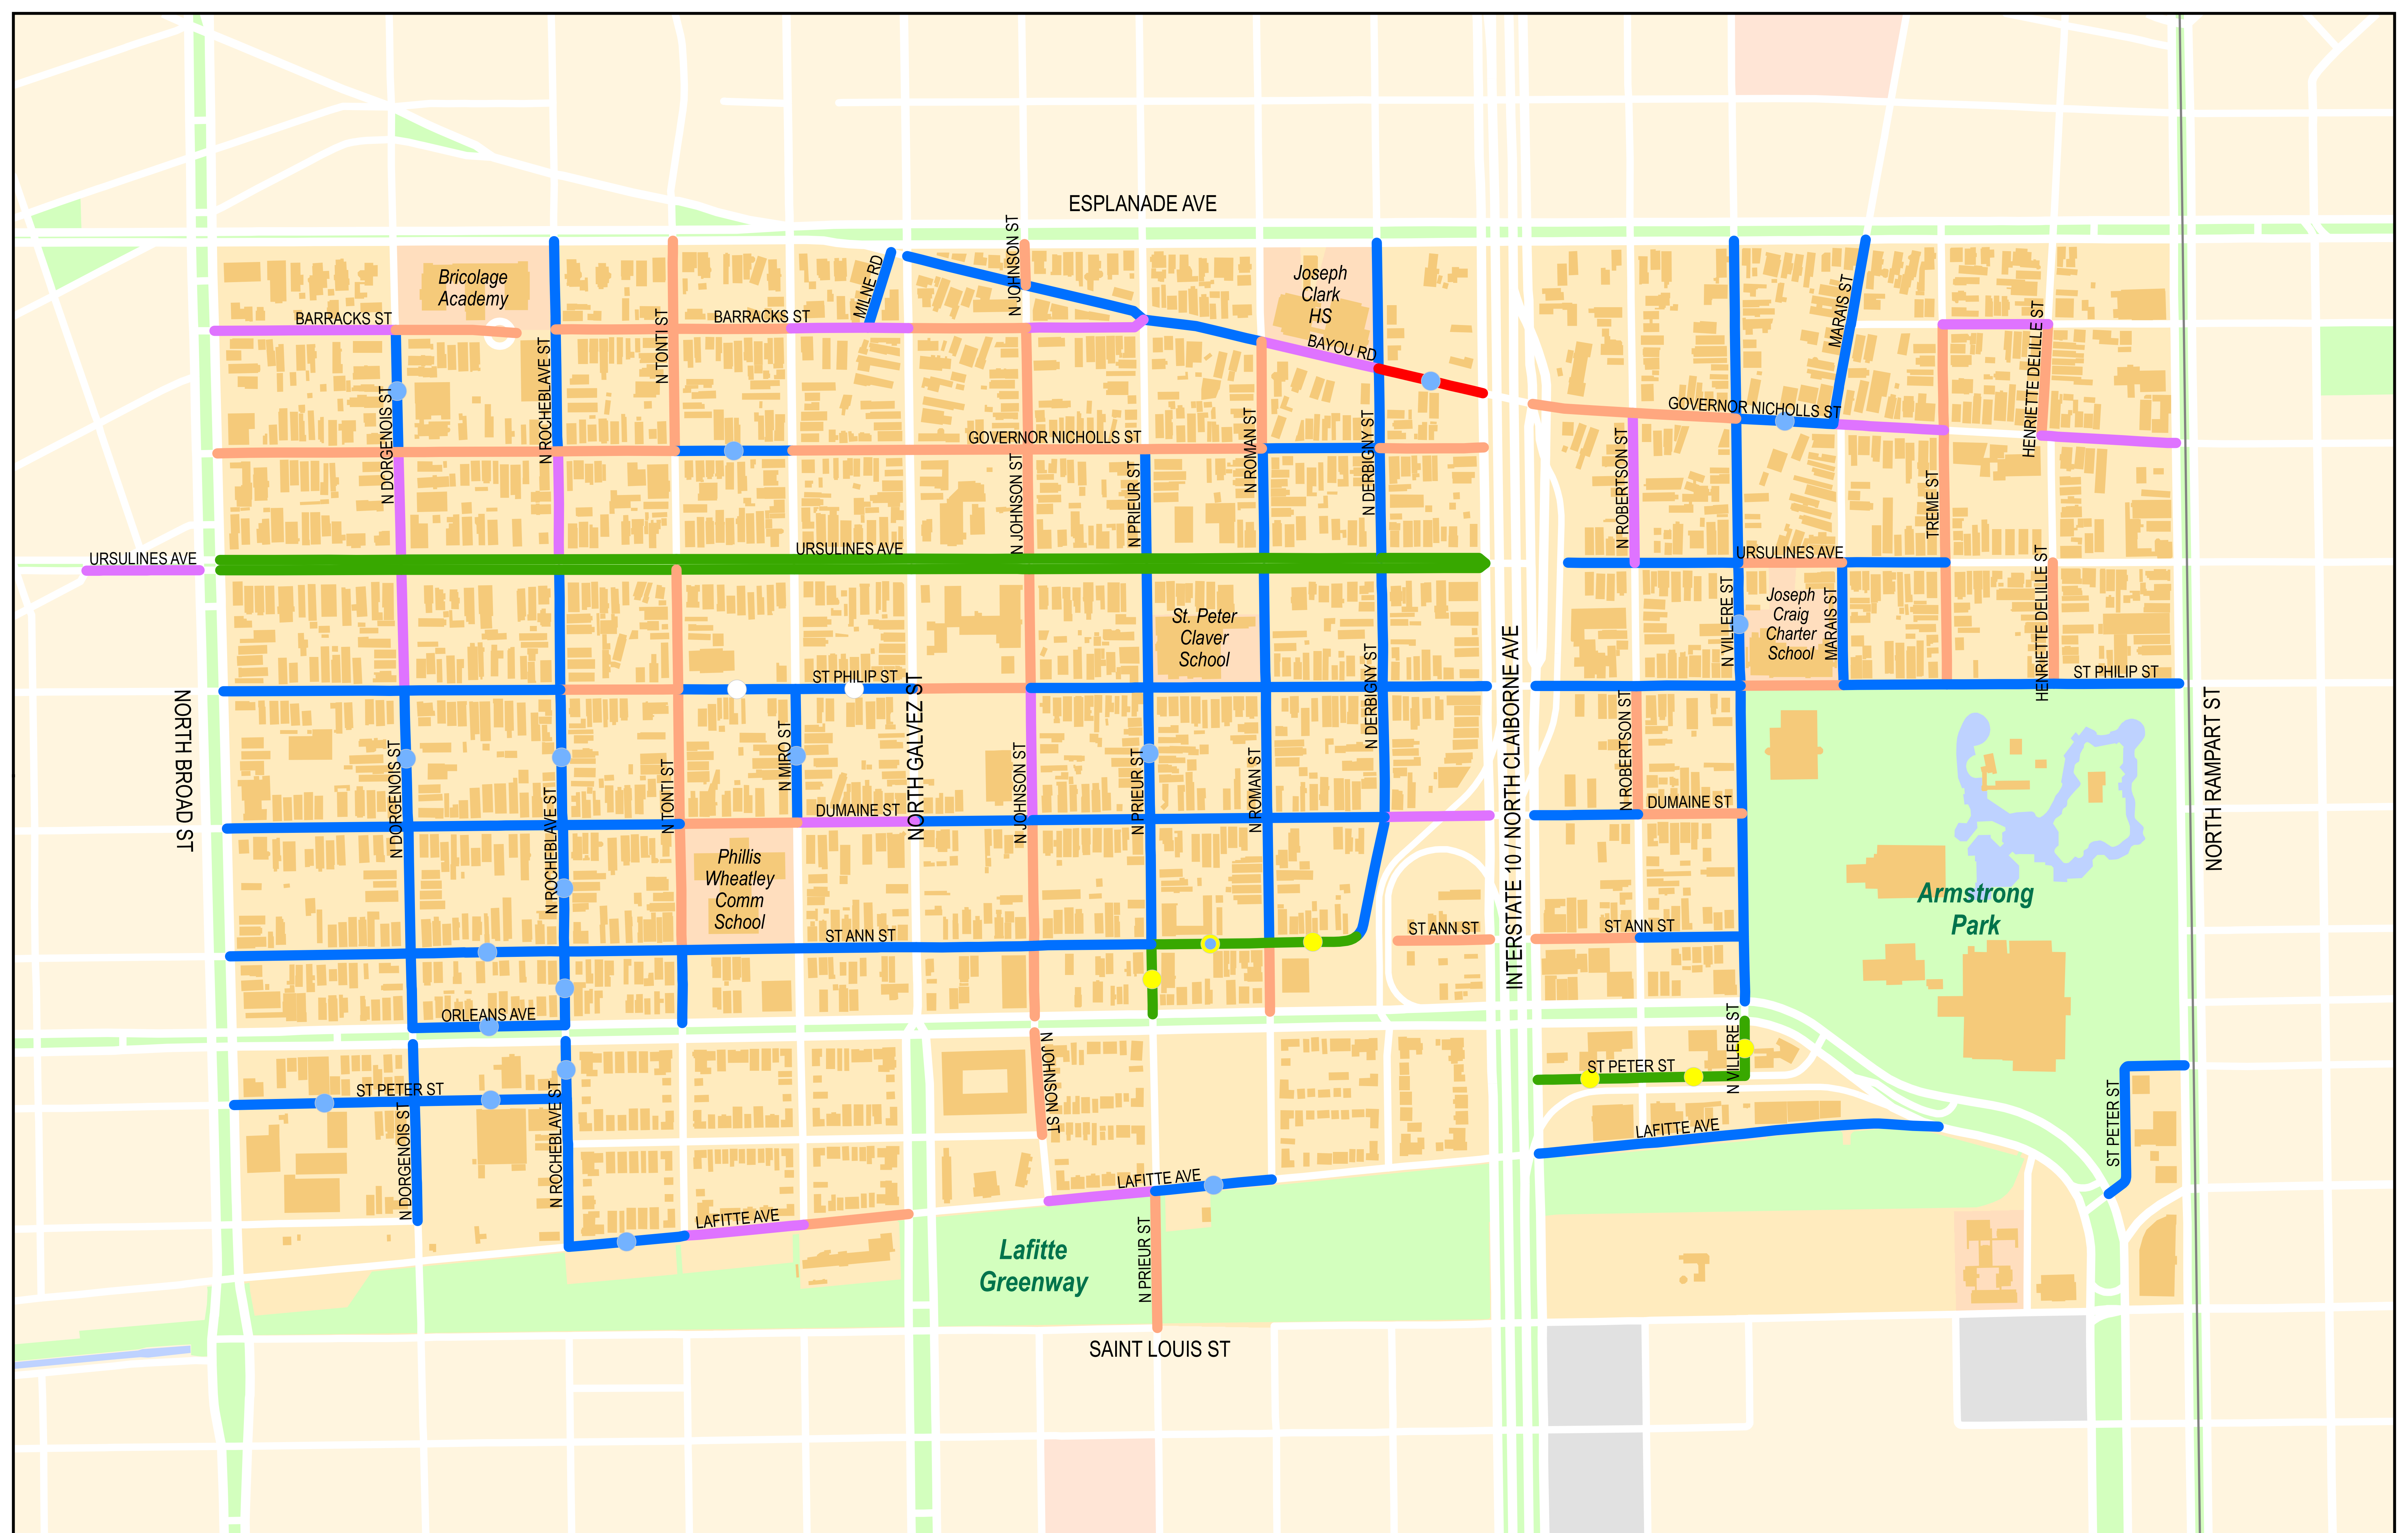 ESPLANADE AVE
N JOHNSON ST
MILNE RD
Bricolage
Academy
Joseph
Clark
HS
BARRACKS ST
BARRACKS ST
N TONTI ST
N ROCHEBLAVE ST
BAYOU RD
MARAIS ST
HENRIETTE DELILLE ST
N DORGENOIS ST
GOVERNOR NICHOLLS ST
GOVERNOR NICHOLLS ST
N JOHNSON ST
N PRIEUR ST
N ROMAN ST
N DERBIGNY ST
N ROBERTSON ST
TREME ST
URSULINES AVE
URSULINES AVE
URSULINES AVE
HENRIETTE DELILLE ST
St. Peter
Claver
School
N VILLERE ST
Joseph
Craig
Charter
School
MARAIS ST
ST PHILIP ST
ST PHILIP ST
NORTH BROAD ST
N DORGENOIS ST
N ROCHEBLAVE ST
N TONTI ST
N MIRO ST
NORTH GALVEZ ST
N JOHNSON ST
N PRIEUR ST
N ROMAN ST
N DERBIGNY ST
INTERSTATE 10 / NORTH CLAIBORNE AVE
N ROBERTSON ST
NORTH RAMPART ST
DUMAINE ST
DUMAINE ST
Phillis
Wheatley
Comm
School
Armstrong
Park
ST ANN ST
ST ANN ST
ST ANN ST
ORLEANS AVE
N JOHNSON ST
N VILLERE ST
ST PETER ST
ST PETER ST
N DORGENOIS ST
N ROCHEBLAVE ST
LAFITTE AVE
ST PETER ST
LAFITTE AVE
LAFITTE AVE
N PRIEUR ST
Lafitte
Greenway
SAINT LOUIS ST